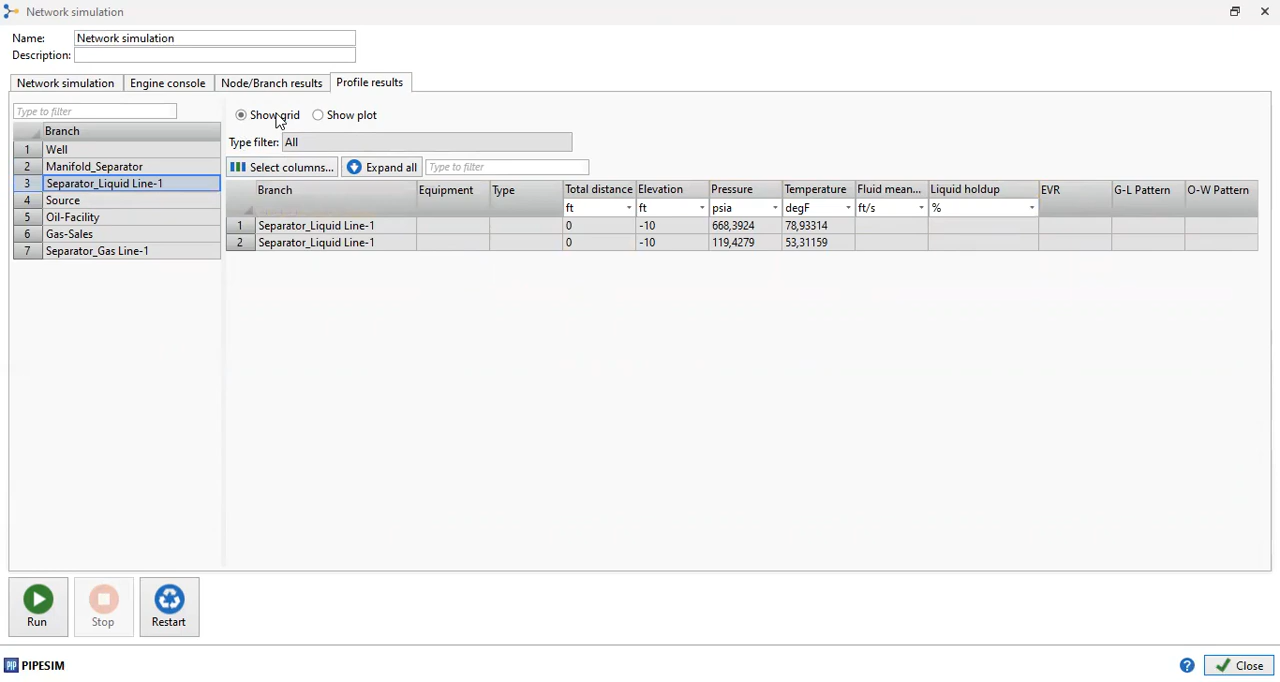 Network simulation
Name: Network simulation
Description:
Network simulation Engine console Node/Branch results Profile results
Type to filter
Branch
1 Well
2 Manifold_Separator
3 Separator_Liquid Line-1
4 Source
5 Oil-Facility
6 Gas-Sales
7 Separator_Gas Line-1
Show grid Show plot
Type filter: All
Select columns... Expand all Type to filter
Branch Equipment Type Total distance Elevation Pressure Temperature Fluid mean... Liquid holdup EVR G-L Pattern O-W Pattern
ft ft psia degF ft/s %
1 Separator_Liquid Line-1 0 -10 668,3924 78,93314
2 Separator_Liquid Line-1 0 -10 119,4279 53,31159
Run Stop Restart
PIP PIPESIM
? Close